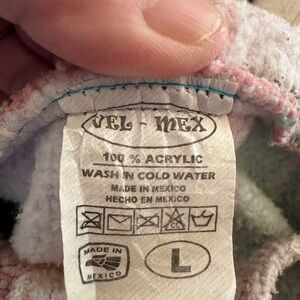 VEL - MEX
100 % ACRYLIC
WASH IN COLD WATER
MADE IN MEXICO
HECHO EN MEXICO
MADE IN
MEXICO
L